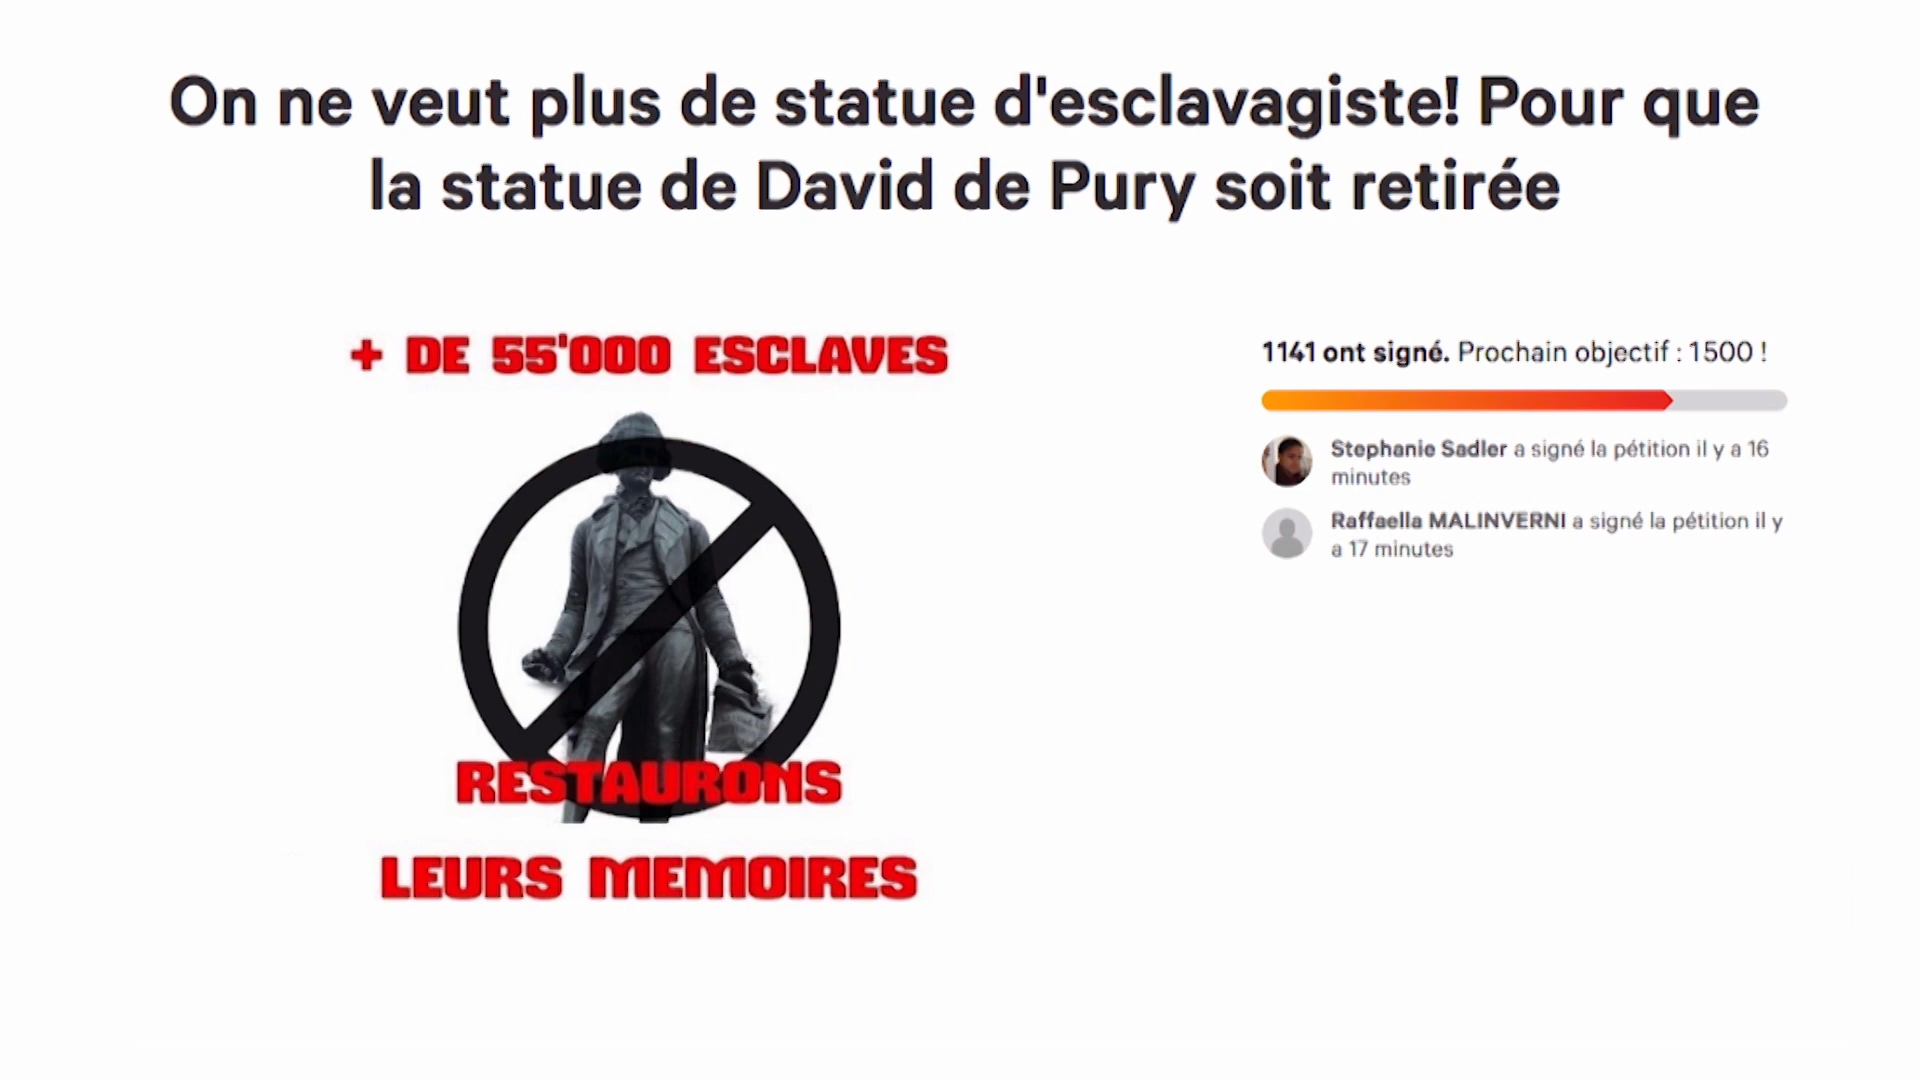 On ne veut plus de statue d'esclavagiste! Pour que
la statue de David de Pury soit retirée
+ DE 55'000 ESCLAVES
RESTAURONS
LEURS MEMOIRES
1141 ont signé. Prochain objectif : 1500 !
Stephanie Sadler a signé la pétition il y a 16
minutes
Raffaella MALINVERNI a signé la pétition il y
a 17 minutes